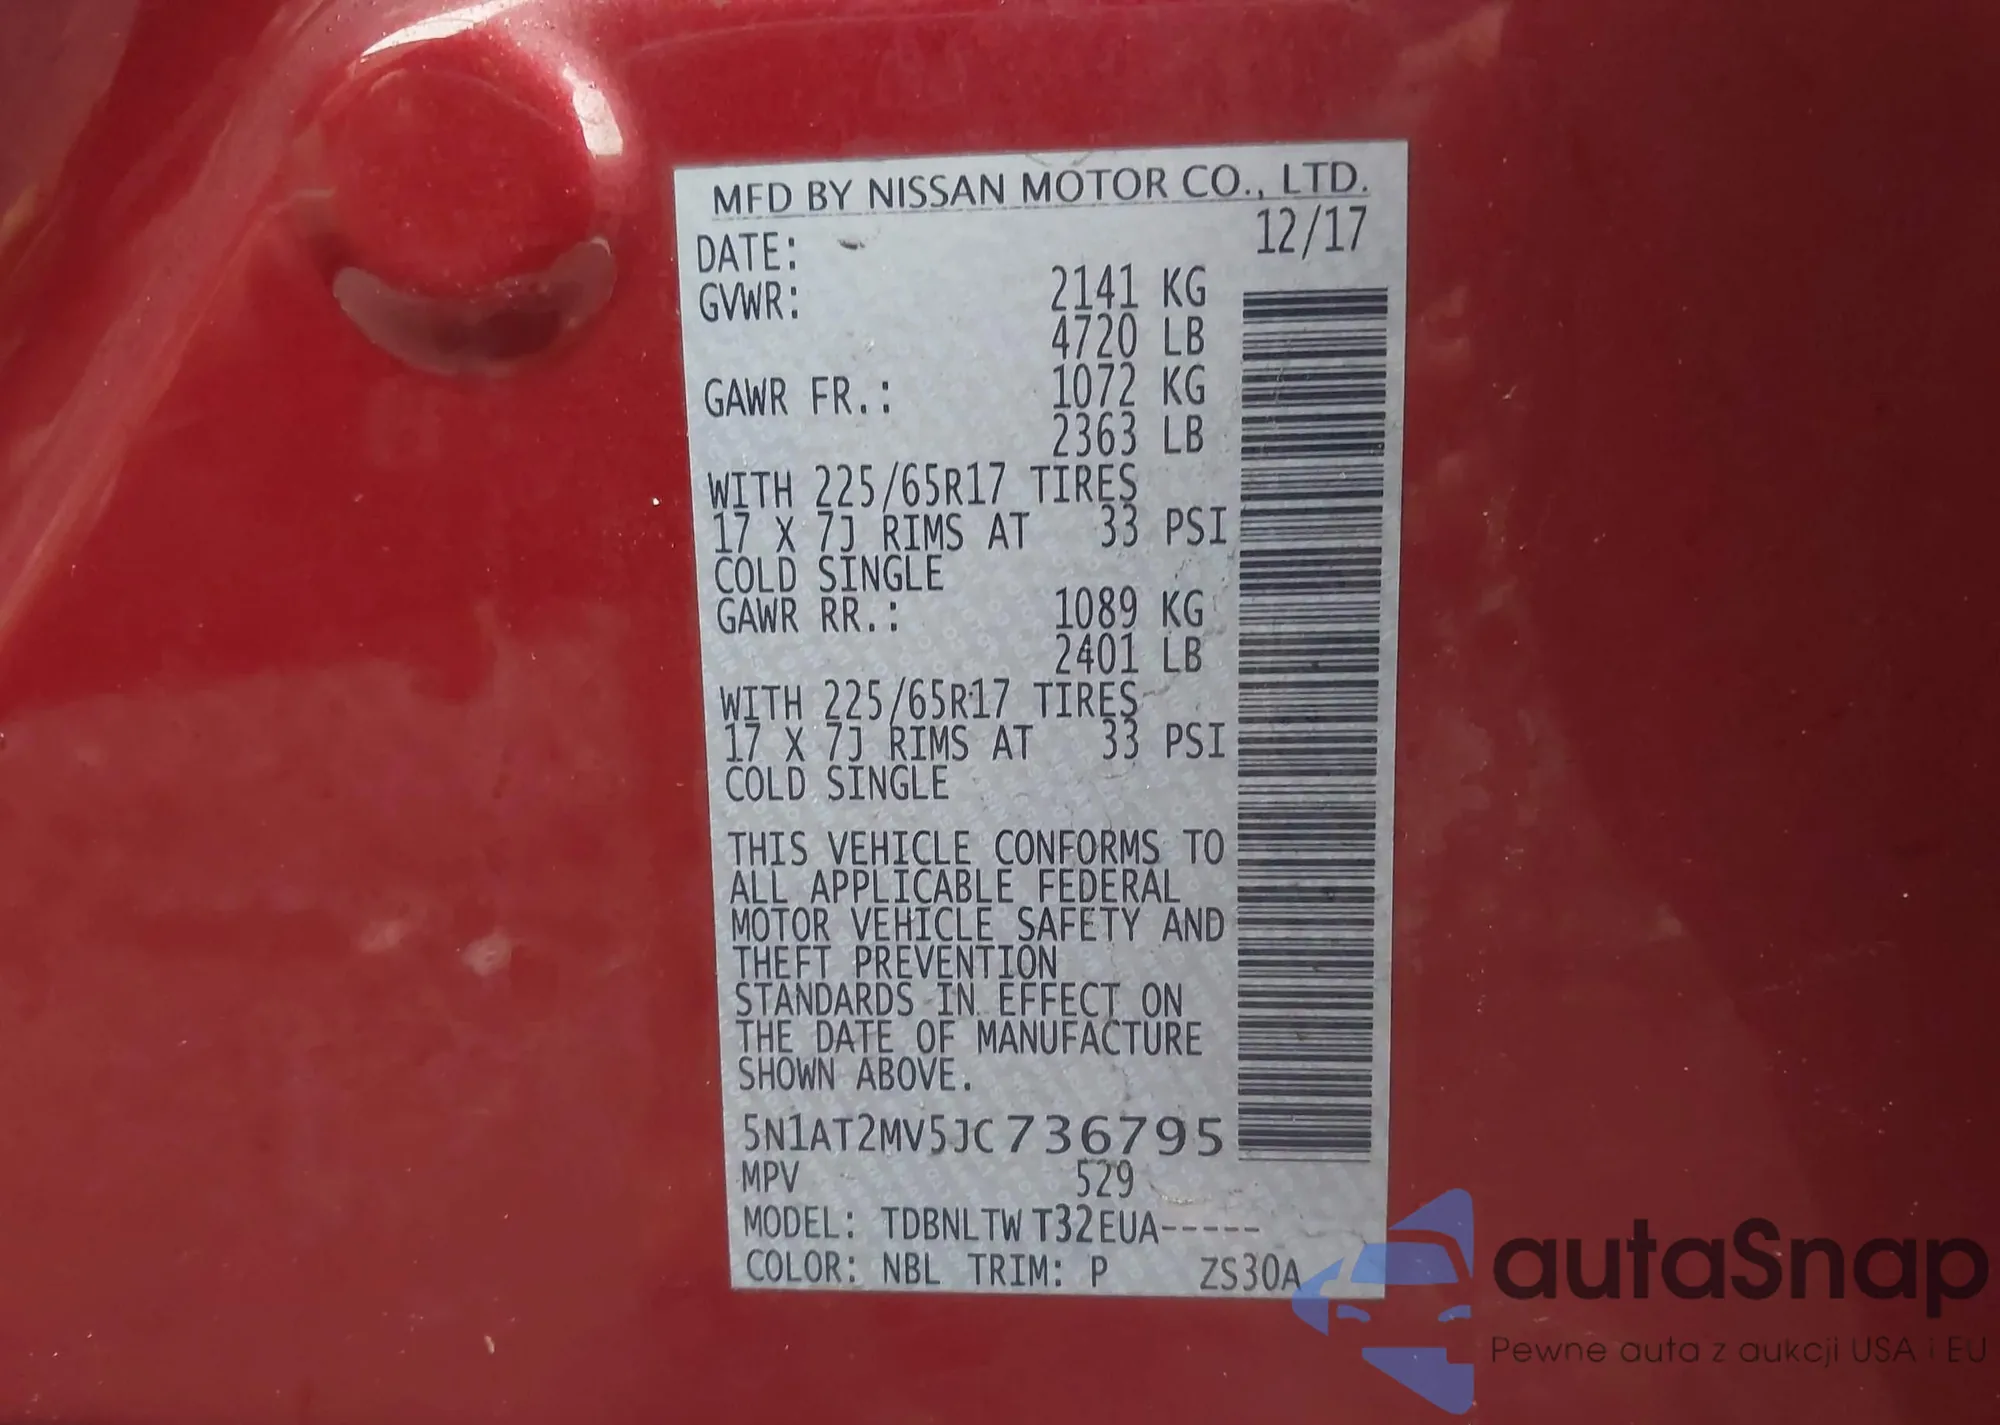 MFD BY NISSAN MOTOR CO., LTD.
DATE: 12/17
GVWR: 2141 KG
4720 LB
GAWR FR.: 1072 KG
2363 LB
WITH 225/65R17 TIRES
17 X 7J RIMS AT 33 PSI
COLD SINGLE
GAWR RR.: 1089 KG
2401 LB
WITH 225/65R17 TIRES
17 X 7J RIMS AT 33 PSI
COLD SINGLE
THIS VEHICLE CONFORMS TO
ALL APPLICABLE FEDERAL
MOTOR VEHICLE SAFETY AND
THEFT PREVENTION
STANDARDS IN EFFECT ON
THE DATE OF MANUFACTURE
SHOWN ABOVE.
5N1AT2MV5JC736795
MPV 529
MODEL: TDBNLTW T32EUA-----
COLOR: NBL TRIM: P ZS30A
autaSnap
Pewne auta z aukcji USA i EU